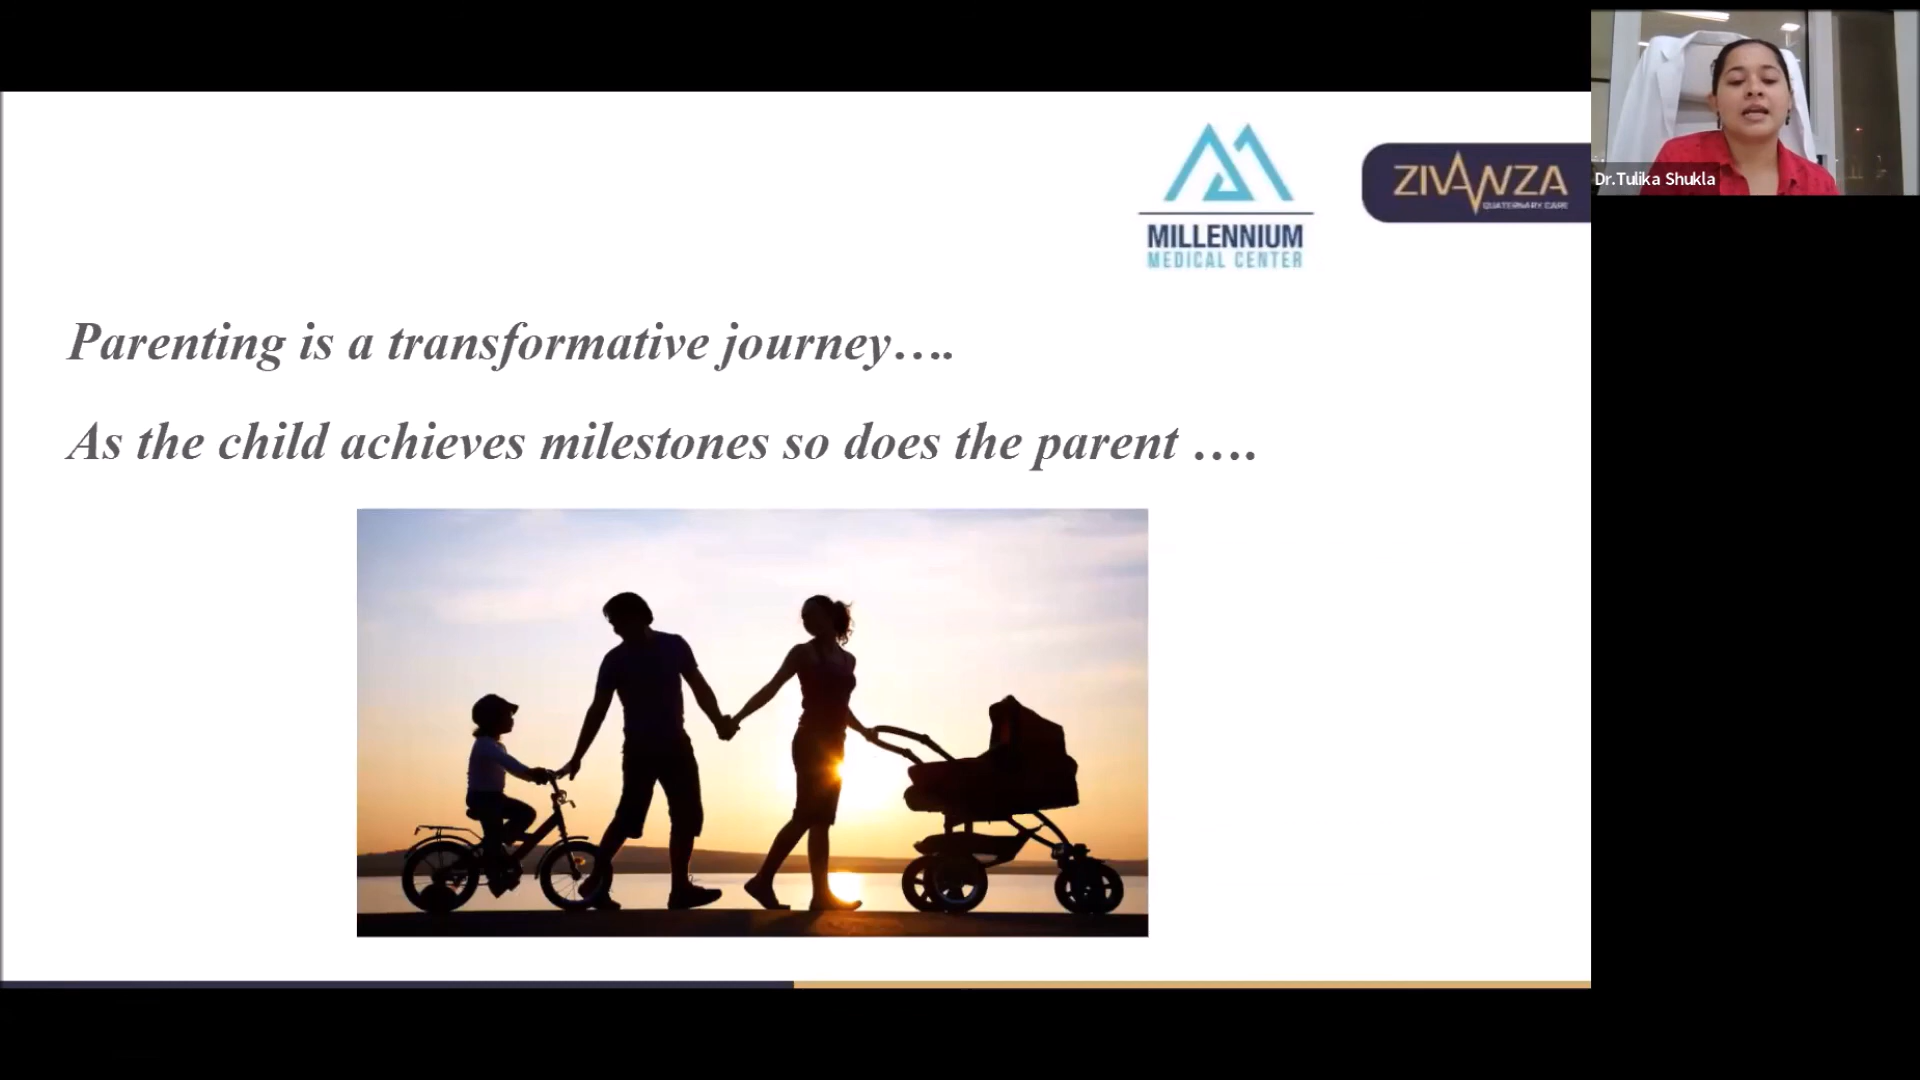 MILLENNIUM
MEDICAL CENTER
ZIVANZA
QUATERNARY CARE
Dr.Tulika Shukla
Parenting is a transformative journey….
As the child achieves milestones so does the parent ….